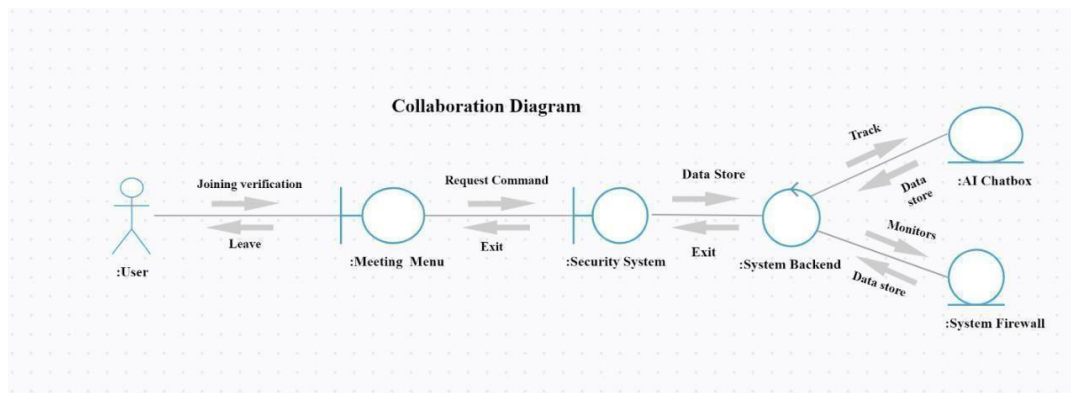 Collaboration Diagram
Joining verification
Leave
:User
:Meeting Menu
Request Command
Exit
:Security System
Data Store
Exit
:System Backend
Track
Data
store
:AI Chatbox
Monitors
Data store
:System Firewall